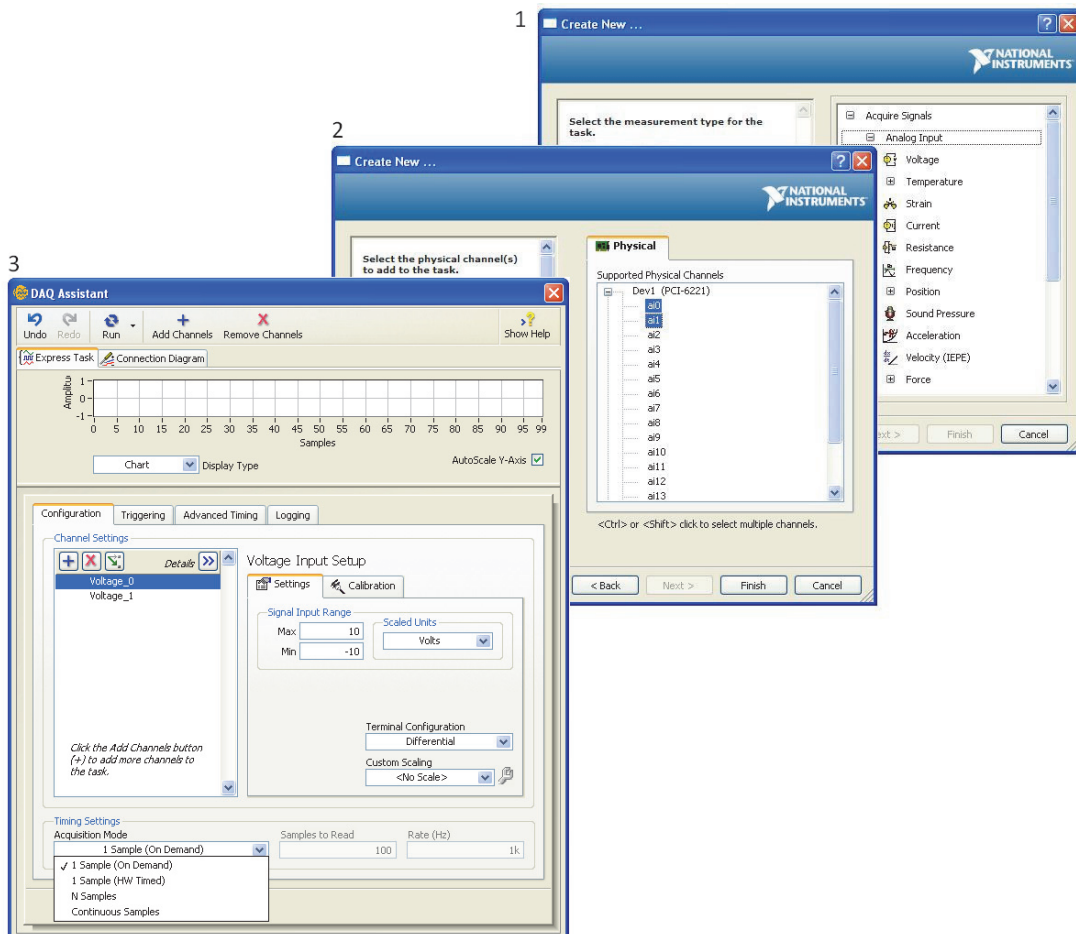 1
Create New ...
NATIONAL
INSTRUMENTS
Select the measurement type for the
task.
Acquire Signals
Analog Input
Voltage
Temperature
Strain
Current
Resistance
Frequency
Position
Sound Pressure
Acceleration
Velocity (IEPE)
Force
ext >
Finish
Cancel
2
Create New ...
NATIONAL
INSTRUMENTS
Select the physical channel(s)
to add to the task.
Physical
Supported Physical Channels
Dev1 (PCI-6221)
ai0
ai1
ai2
ai3
ai4
ai5
ai6
ai7
ai8
ai9
ai10
ai11
ai12
ai13
<Ctrl> or <Shift> click to select multiple channels.
< Back
Next >
Finish
Cancel
3
DAQ Assistant
Undo Redo Run Add Channels Remove Channels Show Help
Express Task Connection Diagram
Amplitu
1
0
-1
0 5 10 15 20 25 30 35 40 45 50 55 60 65 70 75 80 85 90 95 99
Samples
Chart Display Type AutoScale Y-Axis
Configuration Triggering Advanced Timing Logging
Channel Settings
Details
Voltage_0
Voltage_1
Click the Add Channels button
(+) to add more channels to
the task.
Voltage Input Setup
Settings Calibration
Signal Input Range
Max 10
Min -10
Scaled Units
Volts
Terminal Configuration
Differential
Custom Scaling
<No Scale>
Timing Settings
Acquisition Mode Samples to Read Rate (Hz)
1 Sample (On Demand) 100 1k
✓ 1 Sample (On Demand)
1 Sample (HW Timed)
N Samples
Continuous Samples